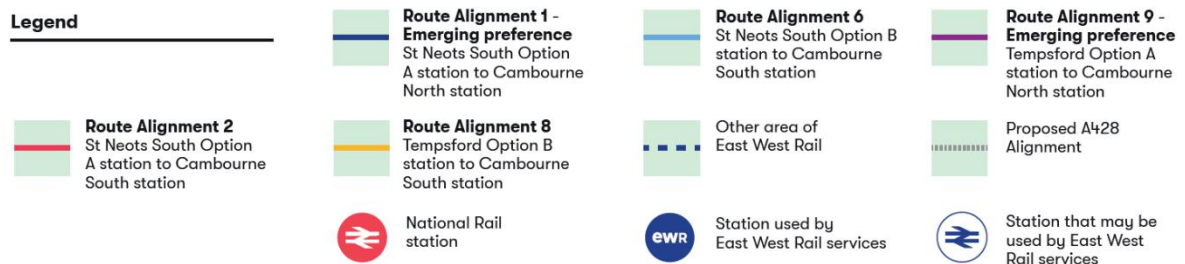 Legend
Route Alignment 1 -
Emerging preference
St Neots South Option
A station to Cambourne
North station
Route Alignment 6
St Neots South Option B
station to Cambourne
South station
Route Alignment 9 -
Emerging preference
Tempsford Option A
station to Cambourne
North station
Route Alignment 2
St Neots South Option
A station to Cambourne
South station
Route Alignment 8
Tempsford Option B
station to Cambourne
South station
Other area of
East West Rail
Proposed A428
Alignment
National Rail
station
ewR
Station used by
East West Rail services
Station that may be
used by East West
Rail services